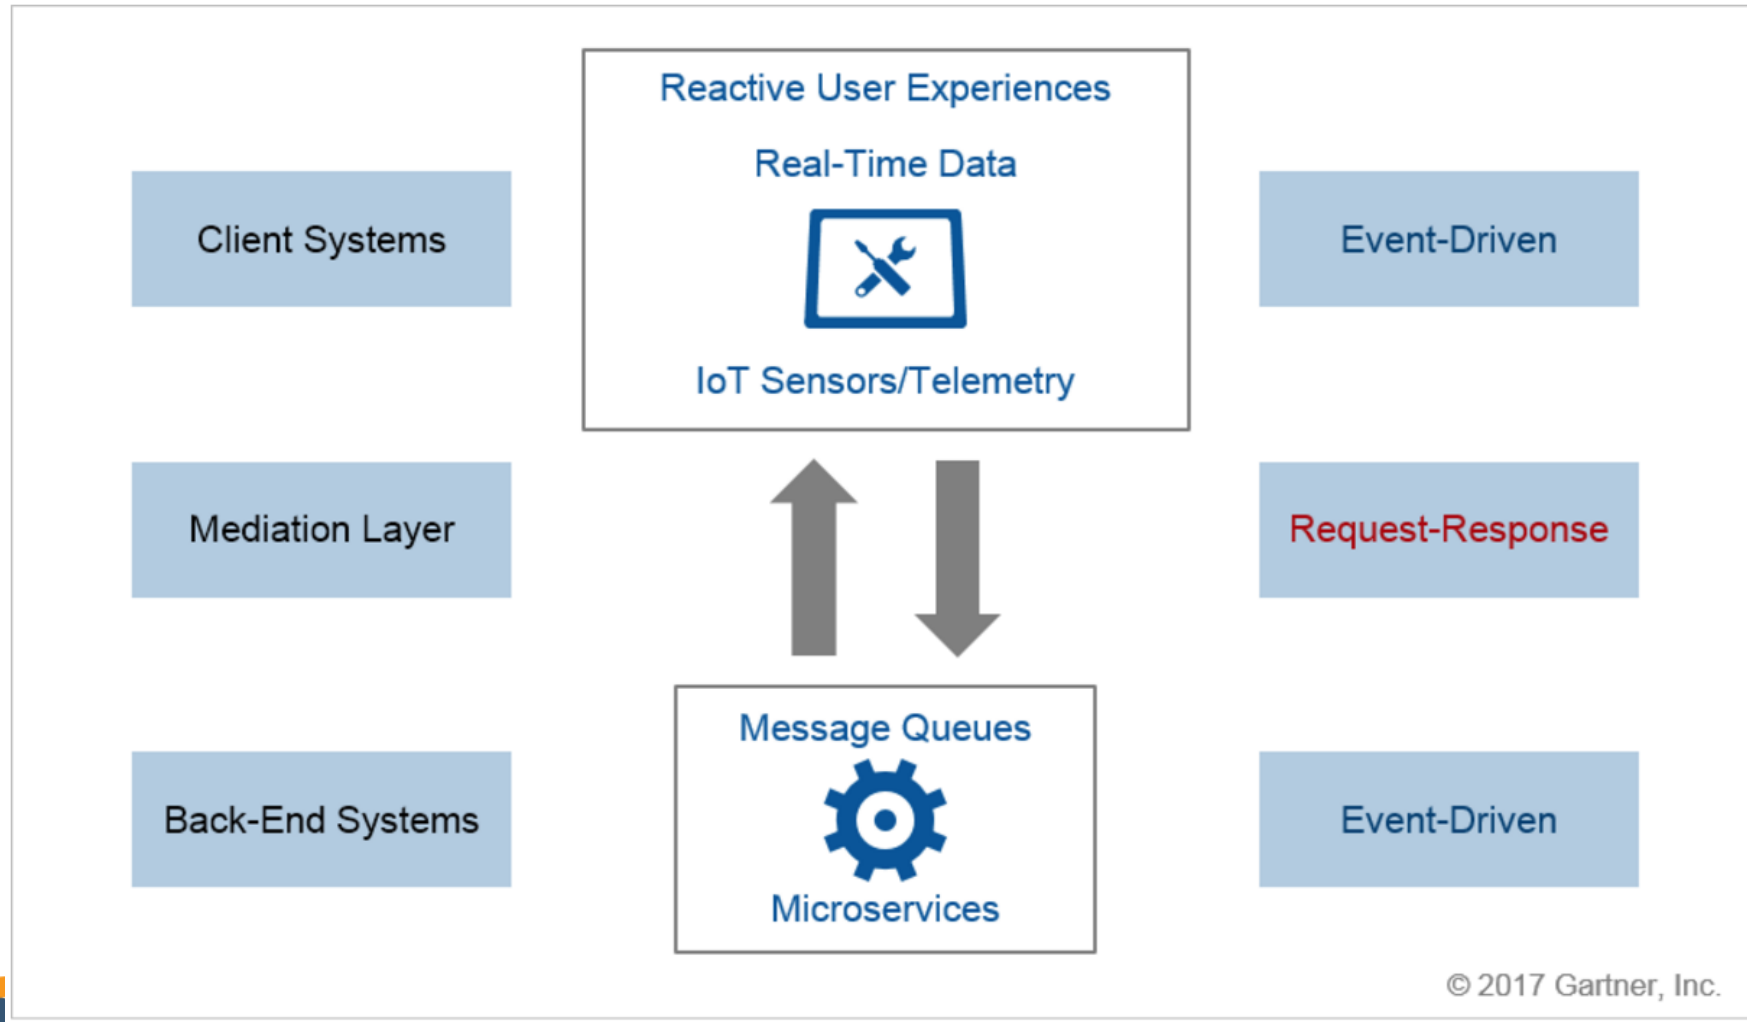 Reactive User Experiences
Real-Time Data
Client Systems
Event-Driven
IoT Sensors/Telemetry
Mediation Layer
Request-Response
Message Queues
Back-End Systems
Event-Driven
Microservices
© 2017 Gartner, Inc.